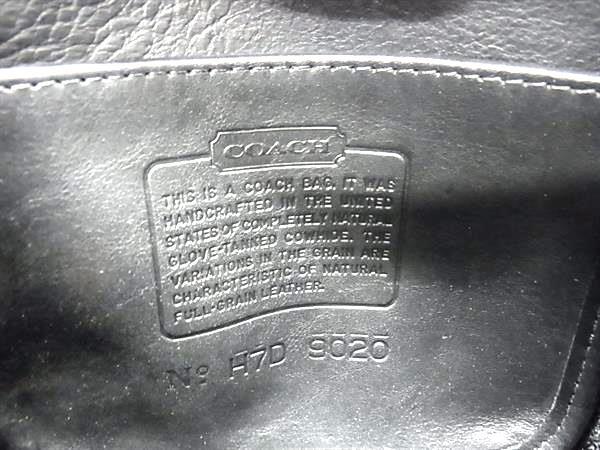 COACH
THIS IS A COACH BAG. IT WAS
HANDCRAFTED IN THE UNITED
STATES OF COMPLETELY NATURAL
GLOVE-TANNED COWHIDE. THE
VARIATIONS IN THE GRAIN ARE
CHARACTERISTIC OF NATURAL
FULL-GRAIN LEATHER.
No H7D 9020